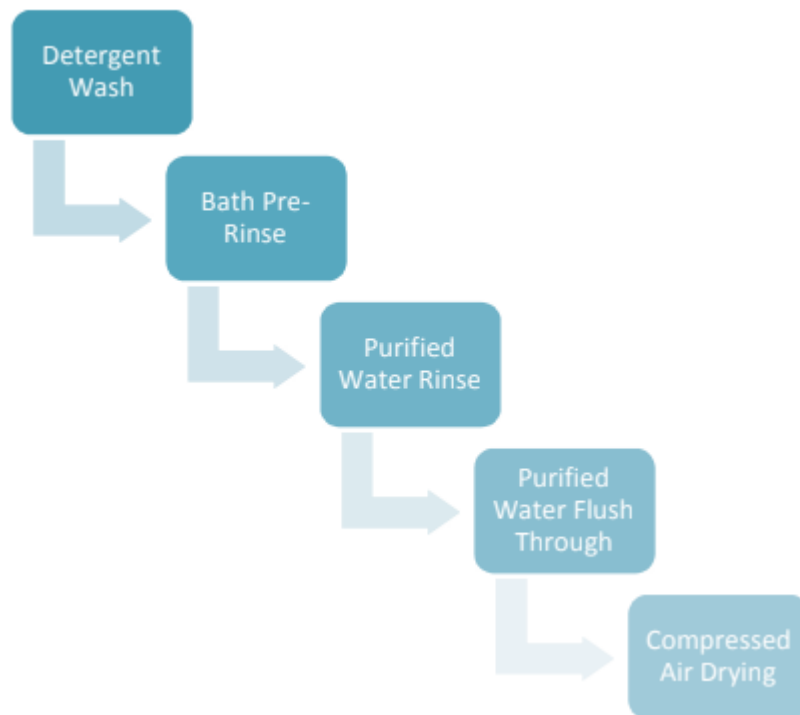 Detergent
Wash
Bath Pre-
Rinse
Purified
Water Rinse
Purified
Water Flush
Through
Compressed
Air Drying